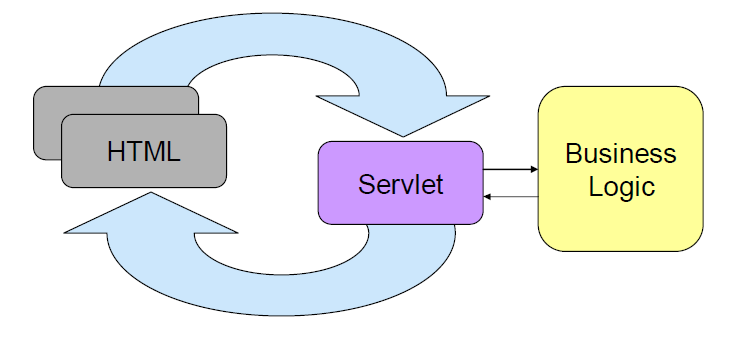 HTML
Servlet
Business
Logic